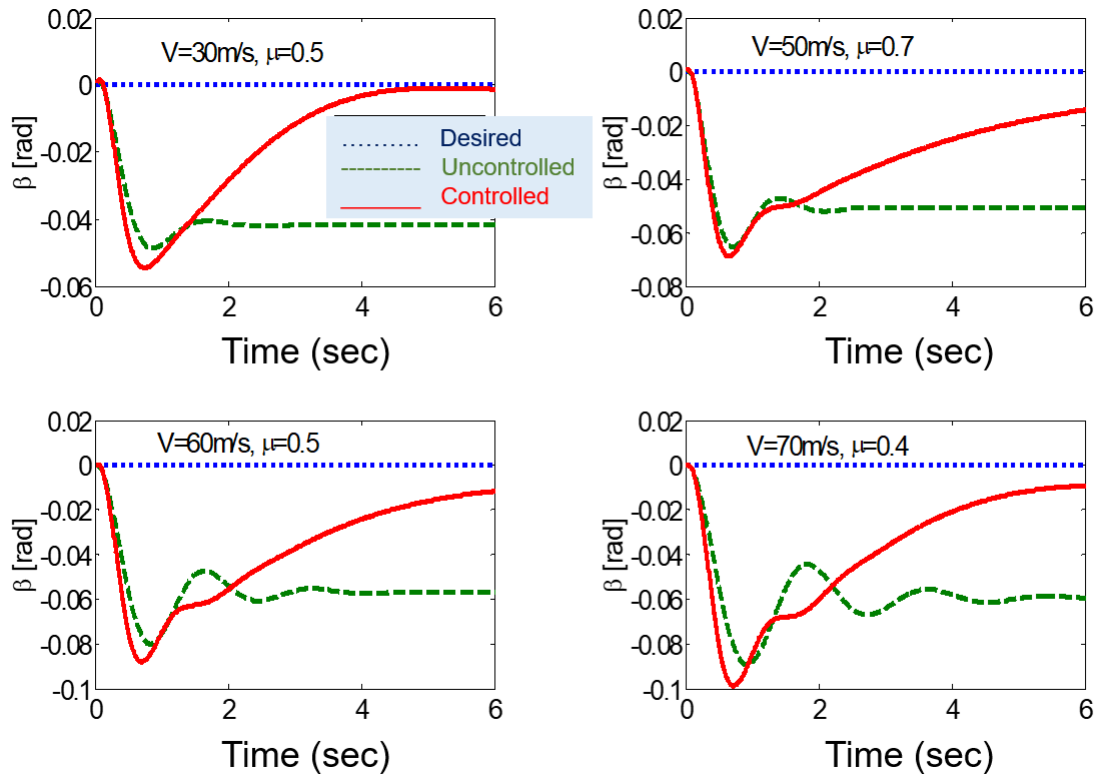 0.02
V=30m/s, μ=0.5
0
-0.02
-0.04
-0.06
β [rad]
0 2 4 6
Time (sec)
Desired
Uncontrolled
Controlled
0.02
V=50m/s, μ=0.7
0
-0.02
-0.04
-0.06
-0.08
β [rad]
0 2 4 6
Time (sec)
0.02
V=60m/s, μ=0.5
0
-0.02
-0.04
-0.06
-0.08
-0.1
β [rad]
0 2 4 6
Time (sec)
0.02
V=70m/s, μ=0.4
0
-0.02
-0.04
-0.06
-0.08
-0.1
β [rad]
0 2 4 6
Time (sec)